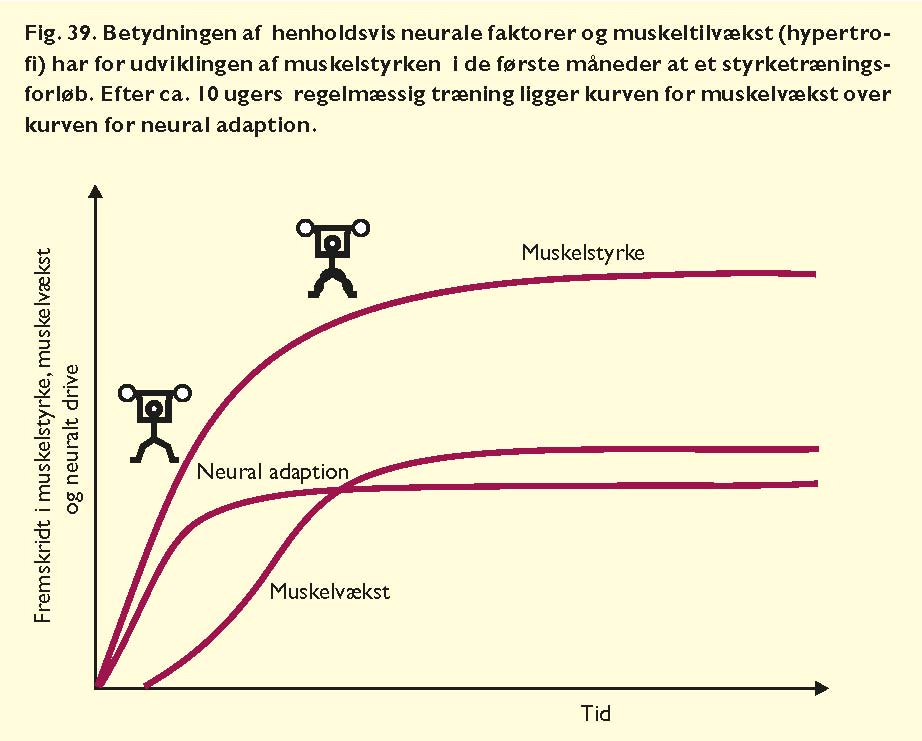 Fig. 39. Betydningen af henholdsvis neurale faktorer og muskeltilvækst (hypertro-
fi) har for udviklingen af muskelstyrken i de første måneder at et styrketrænings-
forløb. Efter ca. 10 ugers regelmæssig træning ligger kurven for muskelvækst over
kurven for neural adaption.
Fremskridt i muskelstyrke, muskelvækst
og neuralt drive
Muskelstyrke
Neural adaption
Muskelvækst
Tid